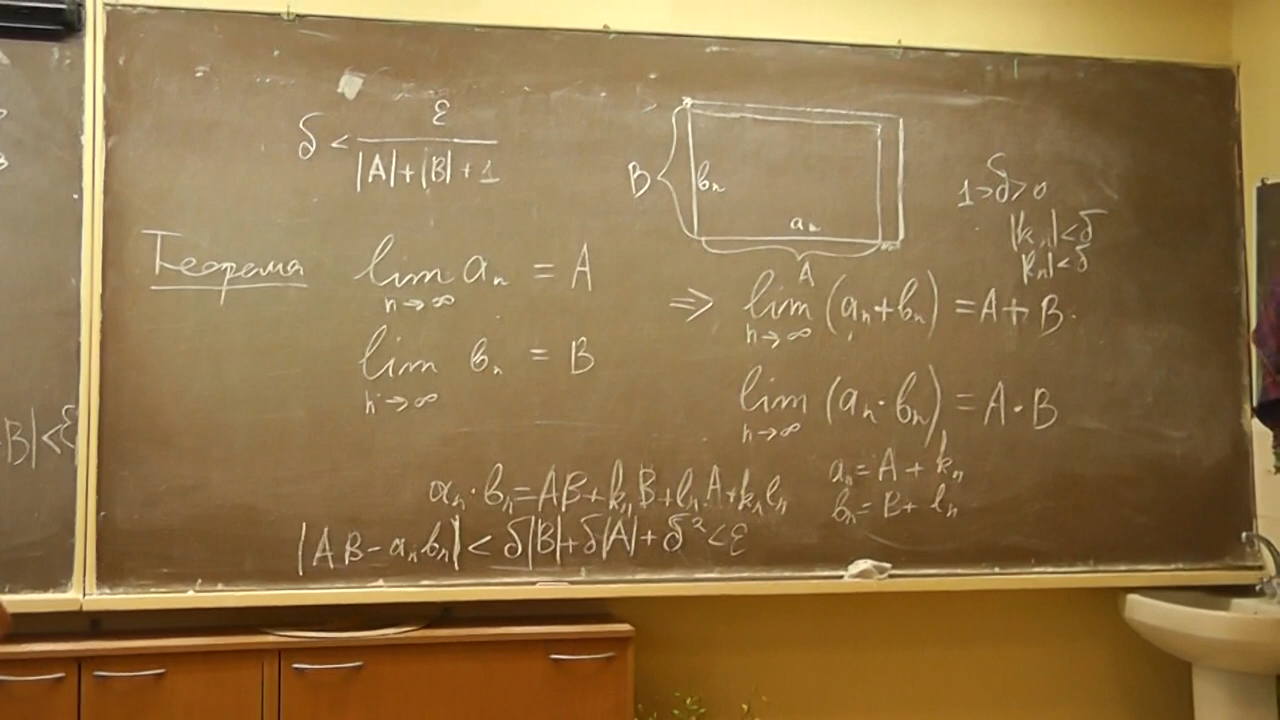 δ < ε / (|A| + |B| + 1)
B { bₙ
aₙ
A
1 > δ > 0
|kₙ| < δ
|ℓₙ| < δ
Теорема lim aₙ = A
n → ∞
⇒ lim (aₙ + bₙ) = A + B
n → ∞
lim bₙ = B
n → ∞
lim (aₙ · bₙ) = A · B
n → ∞
aₙ = A + kₙ
bₙ = B + ℓₙ
aₙ · bₙ = AB + kₙB + ℓₙA + kₙℓₙ
|AB − aₙbₙ| < δ|B| + δ|A| + δ² < ε
B| < ε